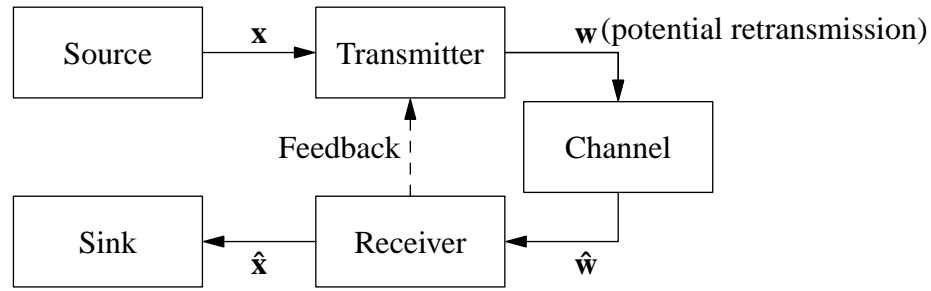 Source
x
Transmitter
w (potential retransmission)
Feedback
Channel
Sink
x̂
Receiver
ŵ